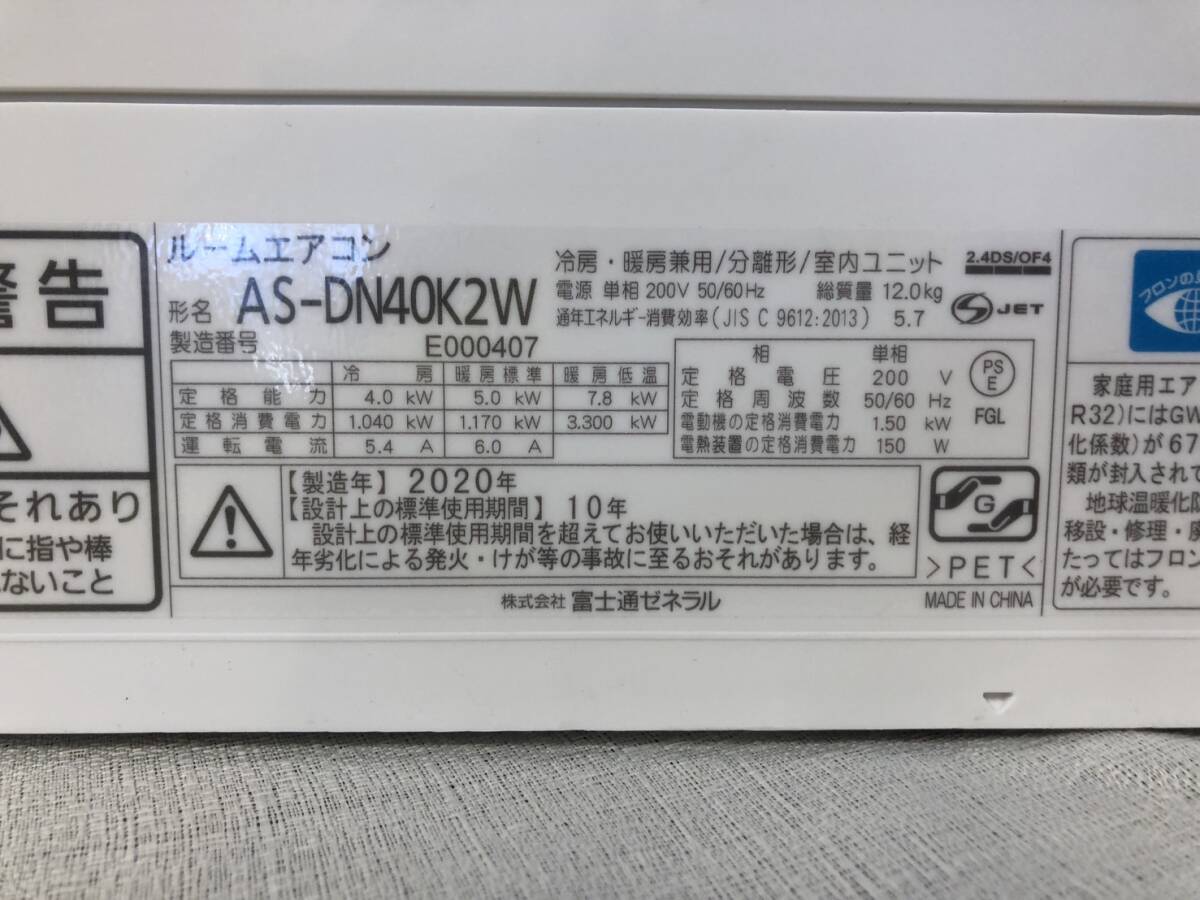 警告
それあり
に指や棒
ないこと
ルームエアコン
形名 AS-DN40K2W
製造番号 E000407
冷房・暖房兼用/分離形/室内ユニット
電源 単相 200V 50/60Hz 総質量 12.0kg
通年エネルギー消費効率(JIS C 9612:2013) 5.7
2.4DS/OF4
S JET
冷房 暖房標準 暖房低温
定格能力 4.0 kW 5.0 kW 7.8 kW
定格消費電力 1.040 kW 1.170 kW 3.300 kW
運転電流 5.4 A 6.0 A
相 単相
定格電圧 200 V
定格周波数 50/60 Hz
電動機の定格消費電力 1.50 kW
電熱装置の定格消費電力 150 W
PS
E
FGL
【製造年】2020年
【設計上の標準使用期間】10年
設計上の標準使用期間を超えてお使いいただいた場合は、経
年劣化による発火・けが等の事故に至るおそれがあります。
G
>PET<
株式会社 富士通ゼネラル
MADE IN CHINA
フロンの見
家庭用エア
R32)にはGW
化係数)が 67
類が封入されて
地球温暖化防
移設・修理・廃
たってはフロン
が必要です。